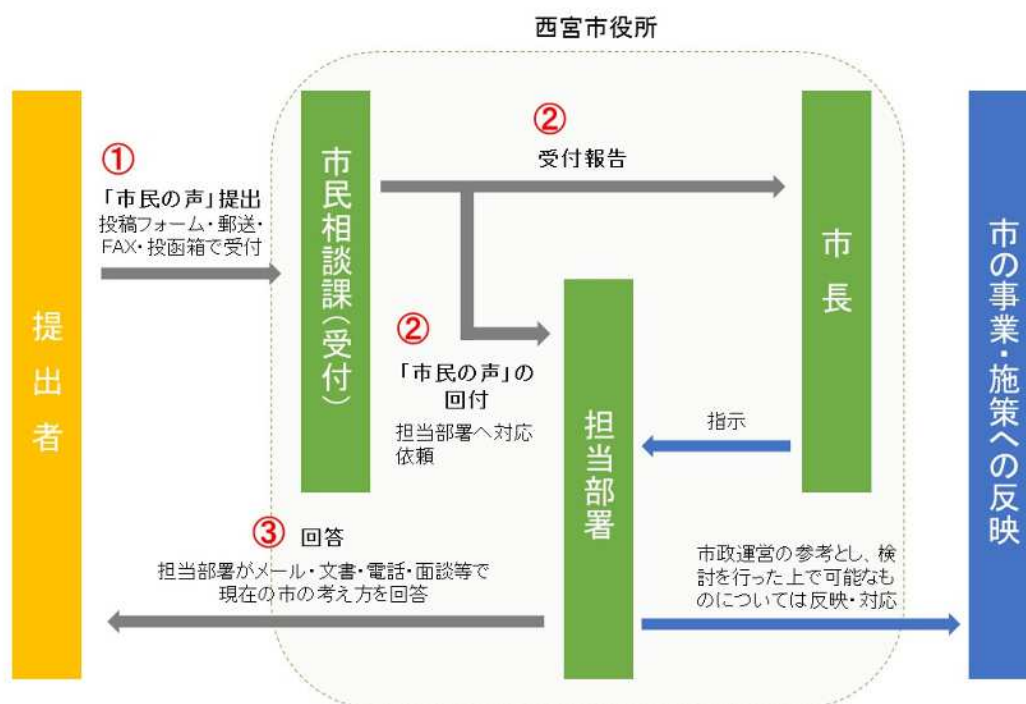 西宮市役所
提出者
①
「市民の声」提出
投稿フォーム・郵送・
FAX・投函箱で受付
市民相談課(受付)
②
受付報告
市長
②
「市民の声」の
回付
担当部署へ対応
依頼
担当部署
指示
③ 回答
担当部署がメール・文書・電話・面談等で
現在の市の考え方を回答
市政運営の参考とし、検
討を行った上で可能なも
のについては反映・対応
市の事業・施策への反映